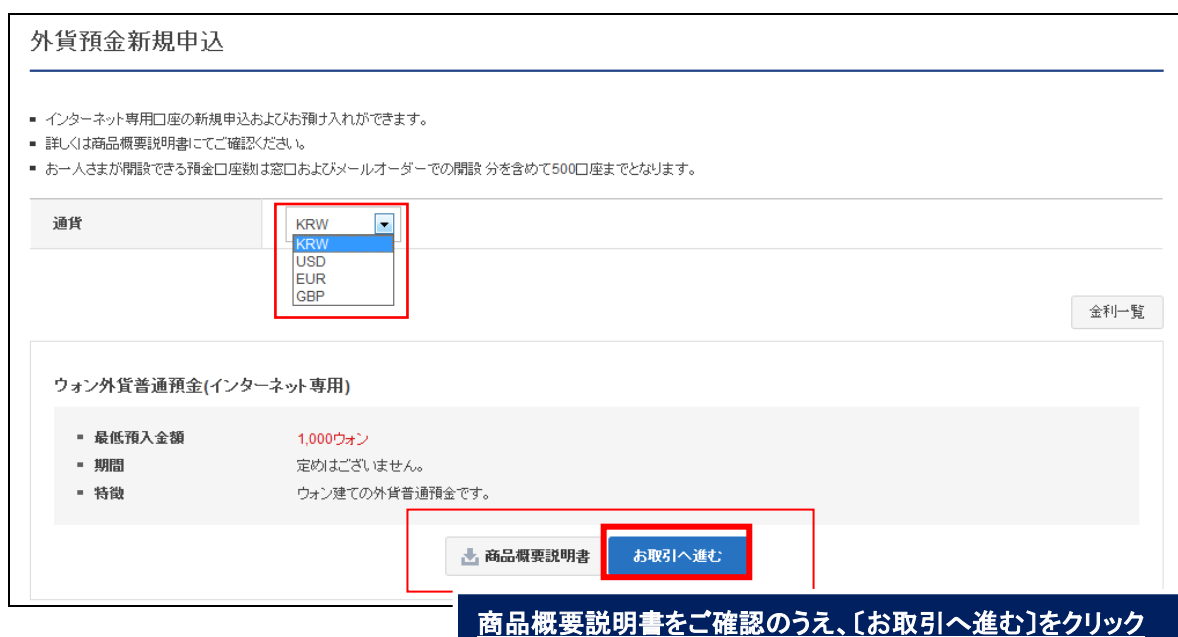 外貨預金新規申込
▪ インターネット専用口座の新規申込およびお預け入れができます。
▪ 詳しくは商品概要説明書にてご確認ください。
▪ お一人さまが開設できる預金口座数は窓口およびメールオーダーでの開設 分を含めて500口座までとなります。
通貨 KRW
KRW
USD
EUR
GBP
金利一覧
ウォン外貨普通預金(インターネット専用)
▪ 最低預入金額 1,000ウォン
▪ 期間 定めはございません。
▪ 特徴 ウォン建ての外貨普通預金です。
商品概要説明書 お取引へ進む
商品概要説明書をご確認のうえ、〔お取引へ進む〕をクリック